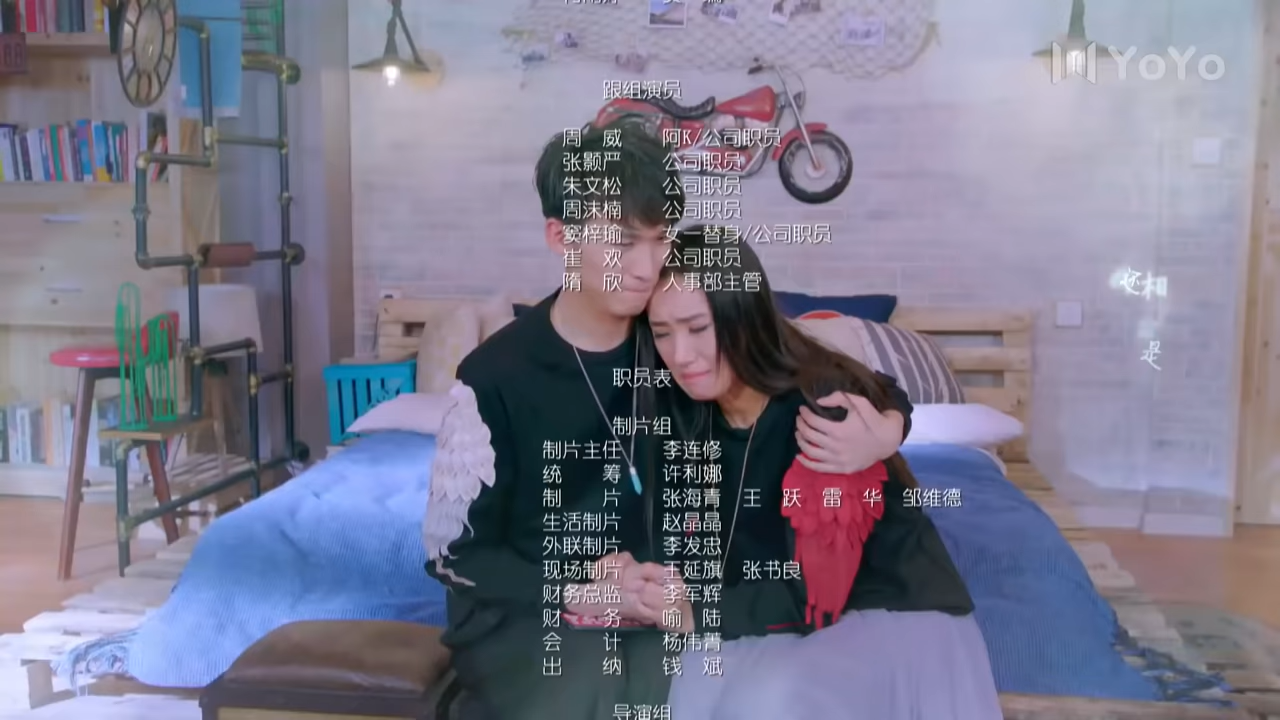 YoYo
跟组演员
周 威 阿K/公司职员
张颢严 公司职员
朱文松 公司职员
周沫楠 公司职员
窦梓瑜 女一替身/公司职员
崔 欢 公司职员
隋 欣 人事部主管
还相
是
职员表
制片组
制片主任 李连修
统 筹 许利娜
制 片 张海青 王 跃 雷 华 邹维德
生活制片 赵晶晶
外联制片 李发忠
现场制片 王延旗 张书良
财务总监 李军辉
财 务 喻 陆
会 计 杨伟菁
出 纳 钱 斌
导演组